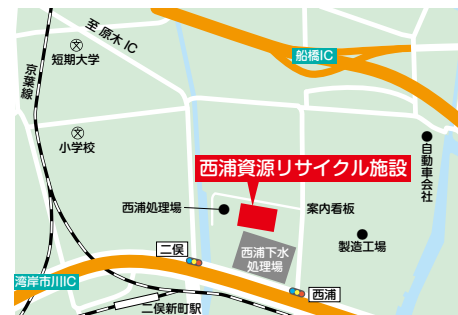 至 原木 IC
船橋IC
短期大学
京葉線
小学校
自動車会社
西浦資源リサイクル施設
西浦処理場
案内看板
製造工場
二俣
西浦下水
処理場
湾岸市川IC
西浦
二俣新町駅